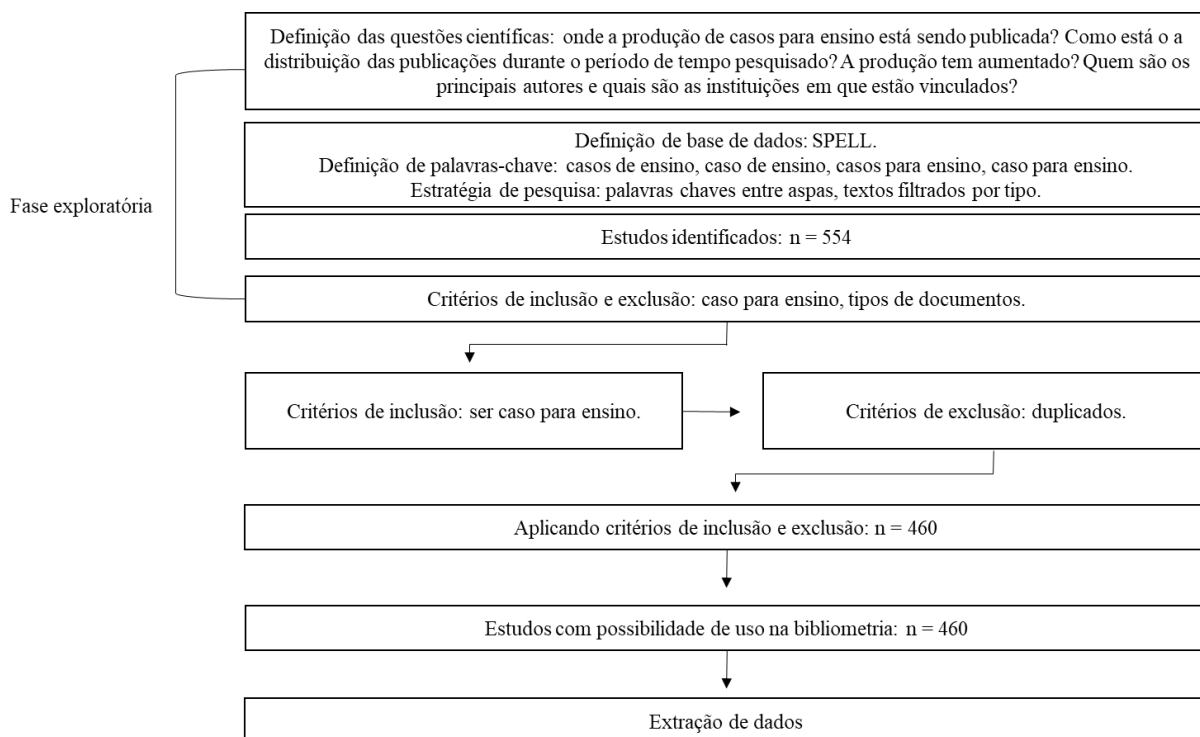 Definição das questões científicas: onde a produção de casos para ensino está sendo publicada? Como está o a
distribuição das publicações durante o período de tempo pesquisado? A produção tem aumentado? Quem são os
principais autores e quais são as instituições em que estão vinculados?
Definição de base de dados: SPELL.
Definição de palavras-chave: casos de ensino, caso de ensino, casos para ensino, caso para ensino.
Estratégia de pesquisa: palavras chaves entre aspas, textos filtrados por tipo.
Fase exploratória
Estudos identificados: n = 554
Critérios de inclusão e exclusão: caso para ensino, tipos de documentos.
Critérios de inclusão: ser caso para ensino.
Critérios de exclusão: duplicados.
Aplicando critérios de inclusão e exclusão: n = 460
Estudos com possibilidade de uso na bibliometria: n = 460
Extração de dados